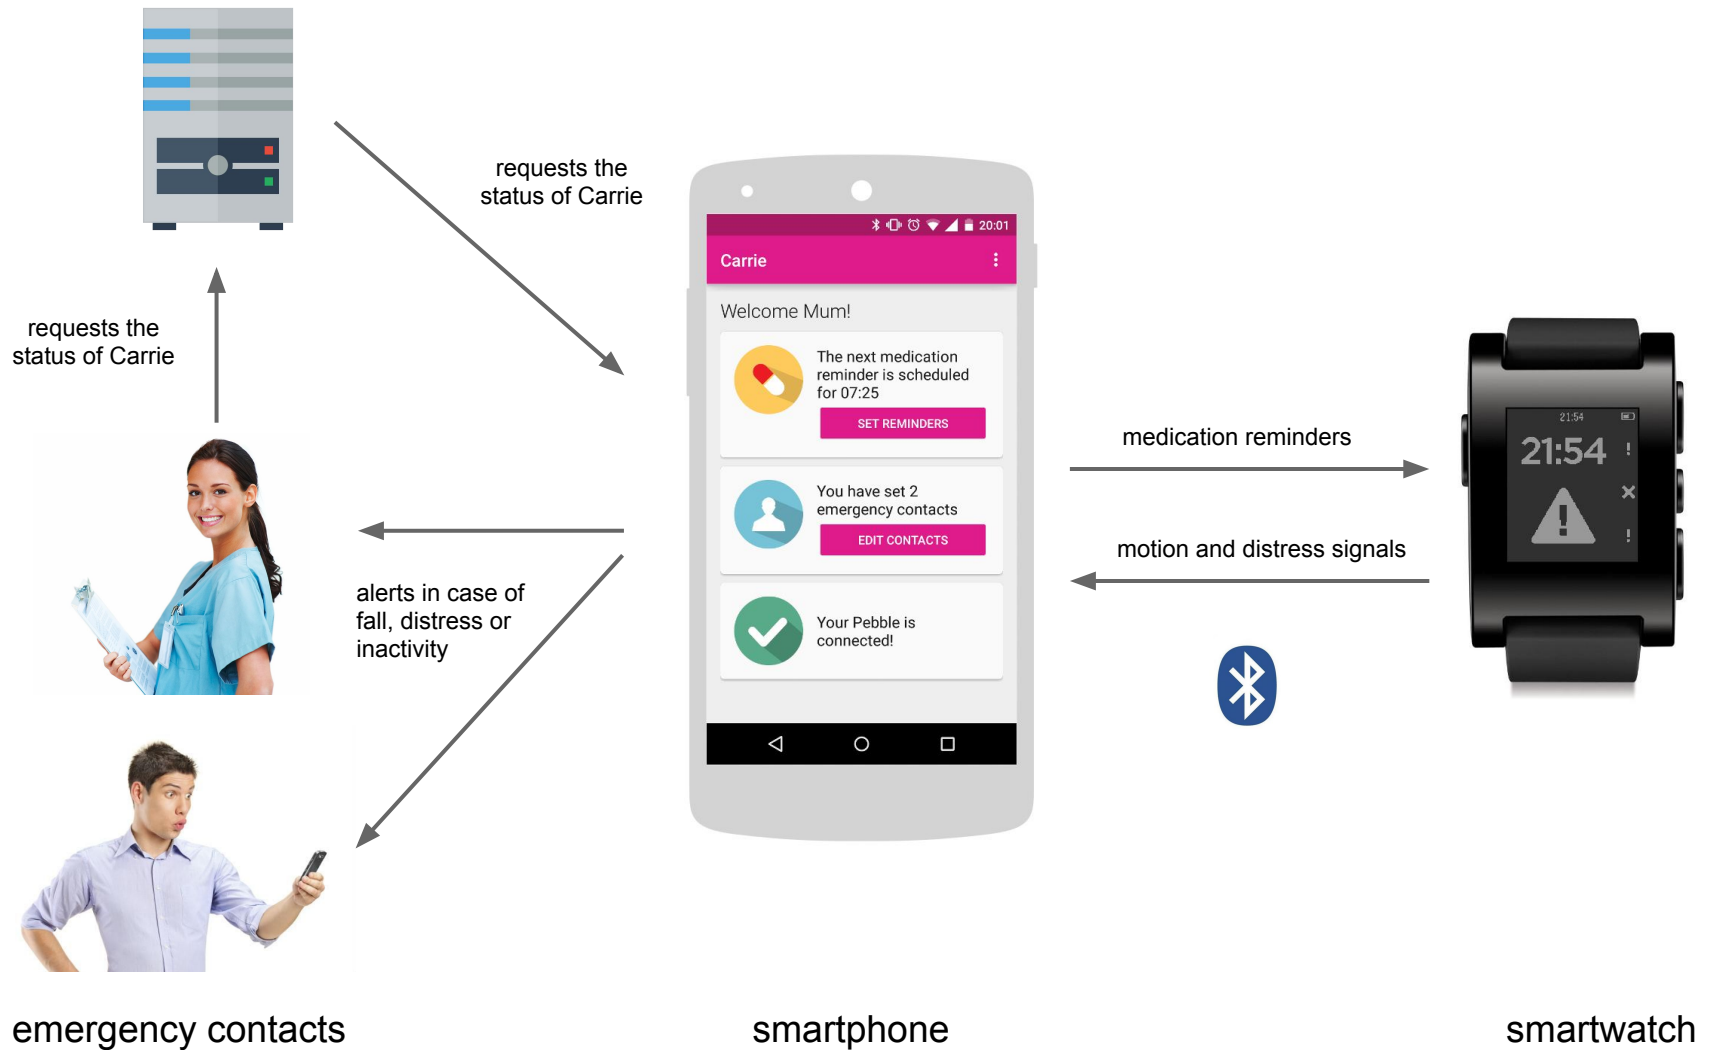 requests the
status of Carrie
requests the
status of Carrie
20:01
Carrie
Welcome Mum!
The next medication
reminder is scheduled
for 07:25
SET REMINDERS
You have set 2
emergency contacts
EDIT CONTACTS
Your Pebble is
connected!
alerts in case of
fall, distress or
inactivity
medication reminders
motion and distress signals
21:54
21:54
!
!
!
emergency contacts
smartphone
smartwatch